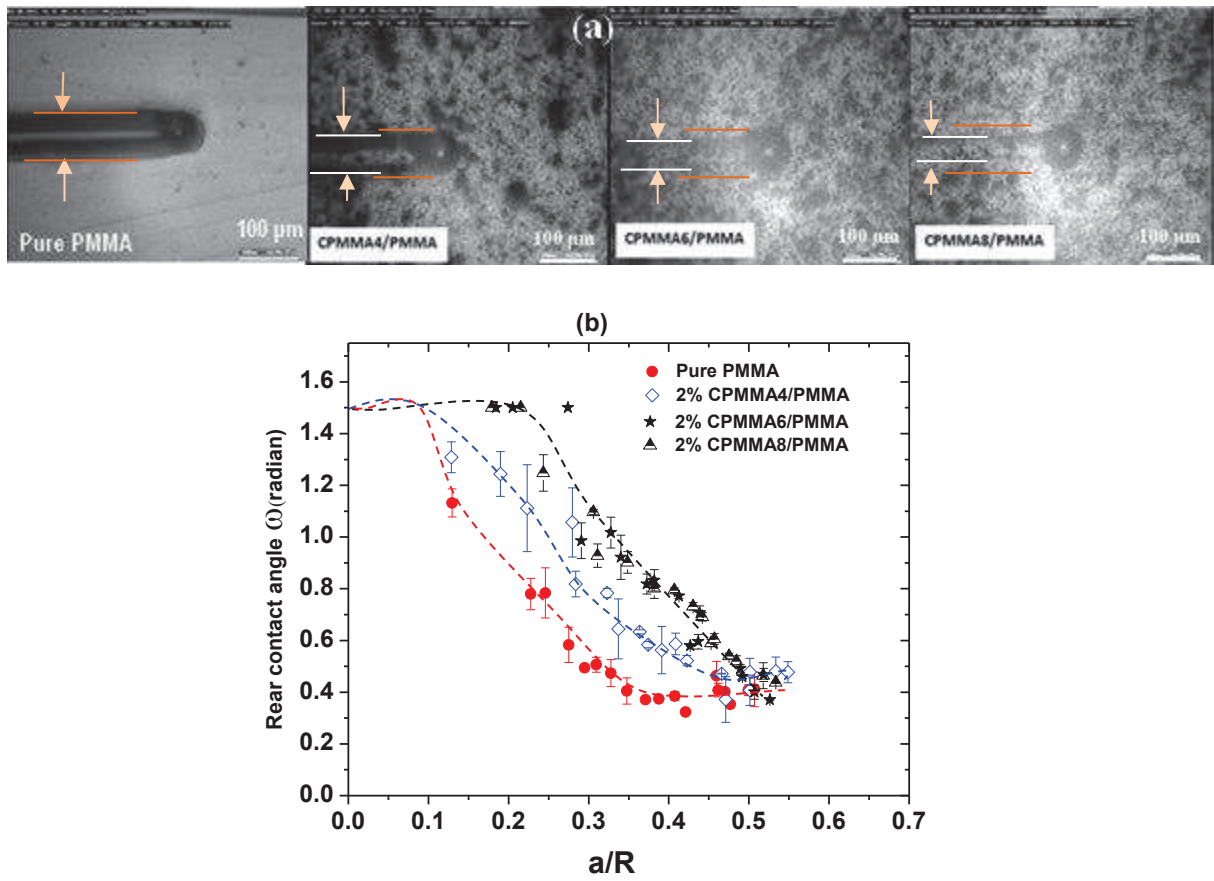 (a)
Pure PMMA
100 µm
CPMMA4/PMMA
100 µm
CPMMA6/PMMA
100 µm
CPMMA8/PMMA
100 µm
(b)
Pure PMMA
2% CPMMA4/PMMA
2% CPMMA6/PMMA
2% CPMMA8/PMMA
Rear contact angle ω(radian)
1.6
1.4
1.2
1.0
0.8
0.6
0.4
0.2
0.0
0.0 0.1 0.2 0.3 0.4 0.5 0.6 0.7
a/R